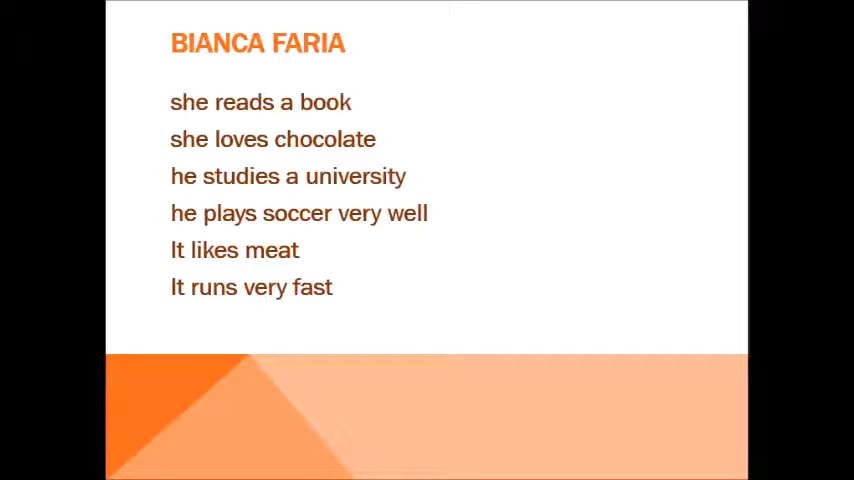 BIANCA FARIA
she reads a book
she loves chocolate
he studies a university
he plays soccer very well
It likes meat
It runs very fast